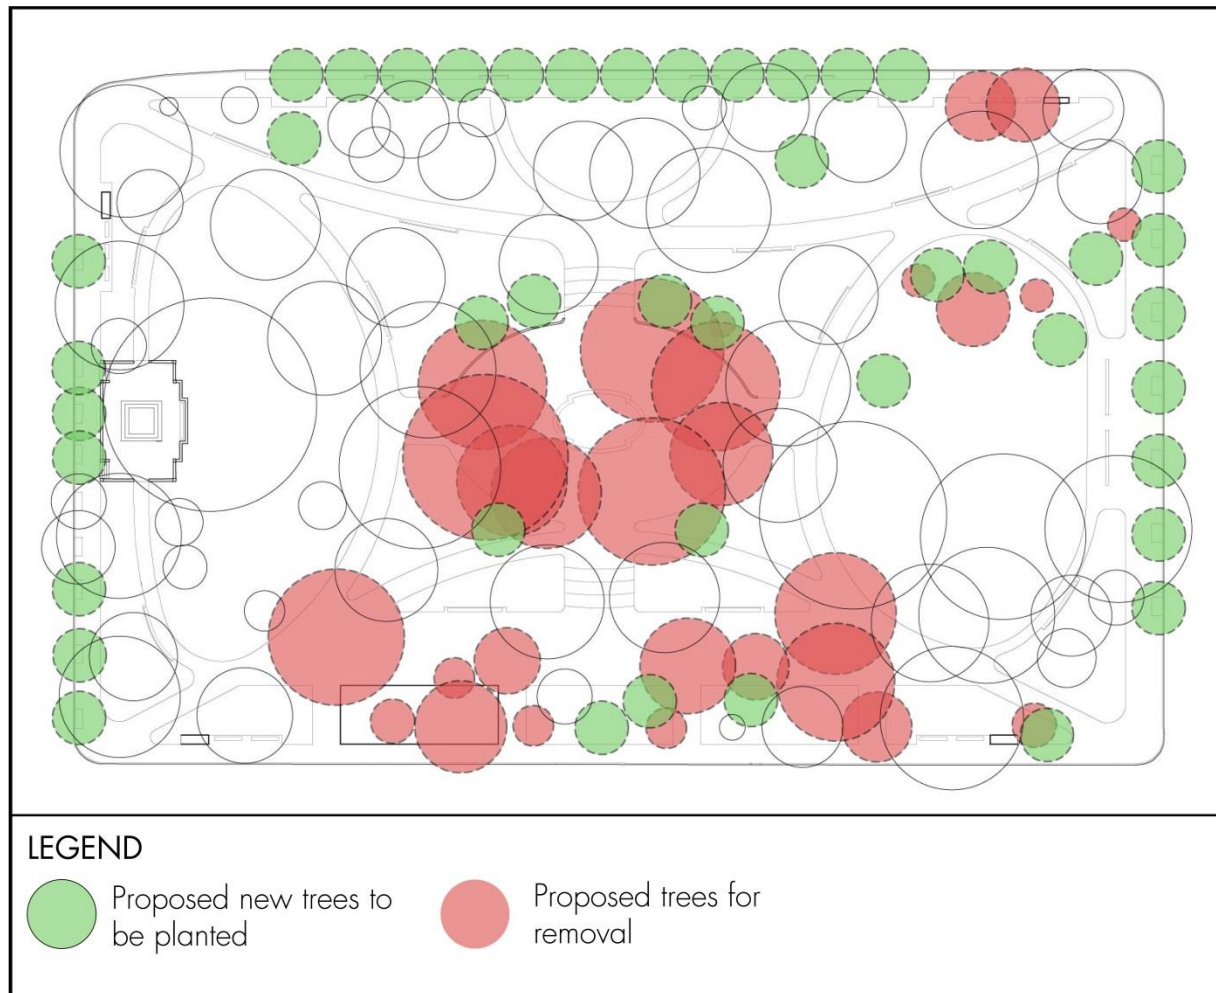 LEGEND
Proposed new trees to
be planted
Proposed trees for
removal